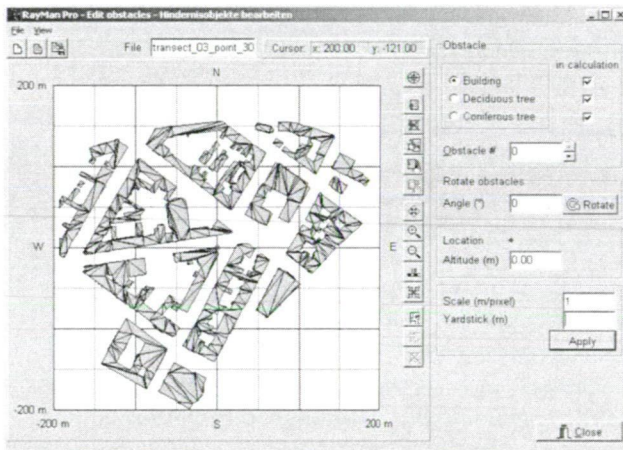 RayMan Pro - Edit obstacles - Hindernisobjekte bearbeiten
File View
File transect_03_point_30 Cursor: x: 200.00 y: -121.00
Obstacle
in calculation
Building
Deciduous tree
Coniferous tree
Obstacle # 0
Rotate obstacles
Angle (°) 0 Rotate
Location +
Altitude (m) 0.00
Scale (m/pixel) 1
Yardstick (m)
Apply
Close
200 m
N
W
E
-200 m
-200 m
S
200 m